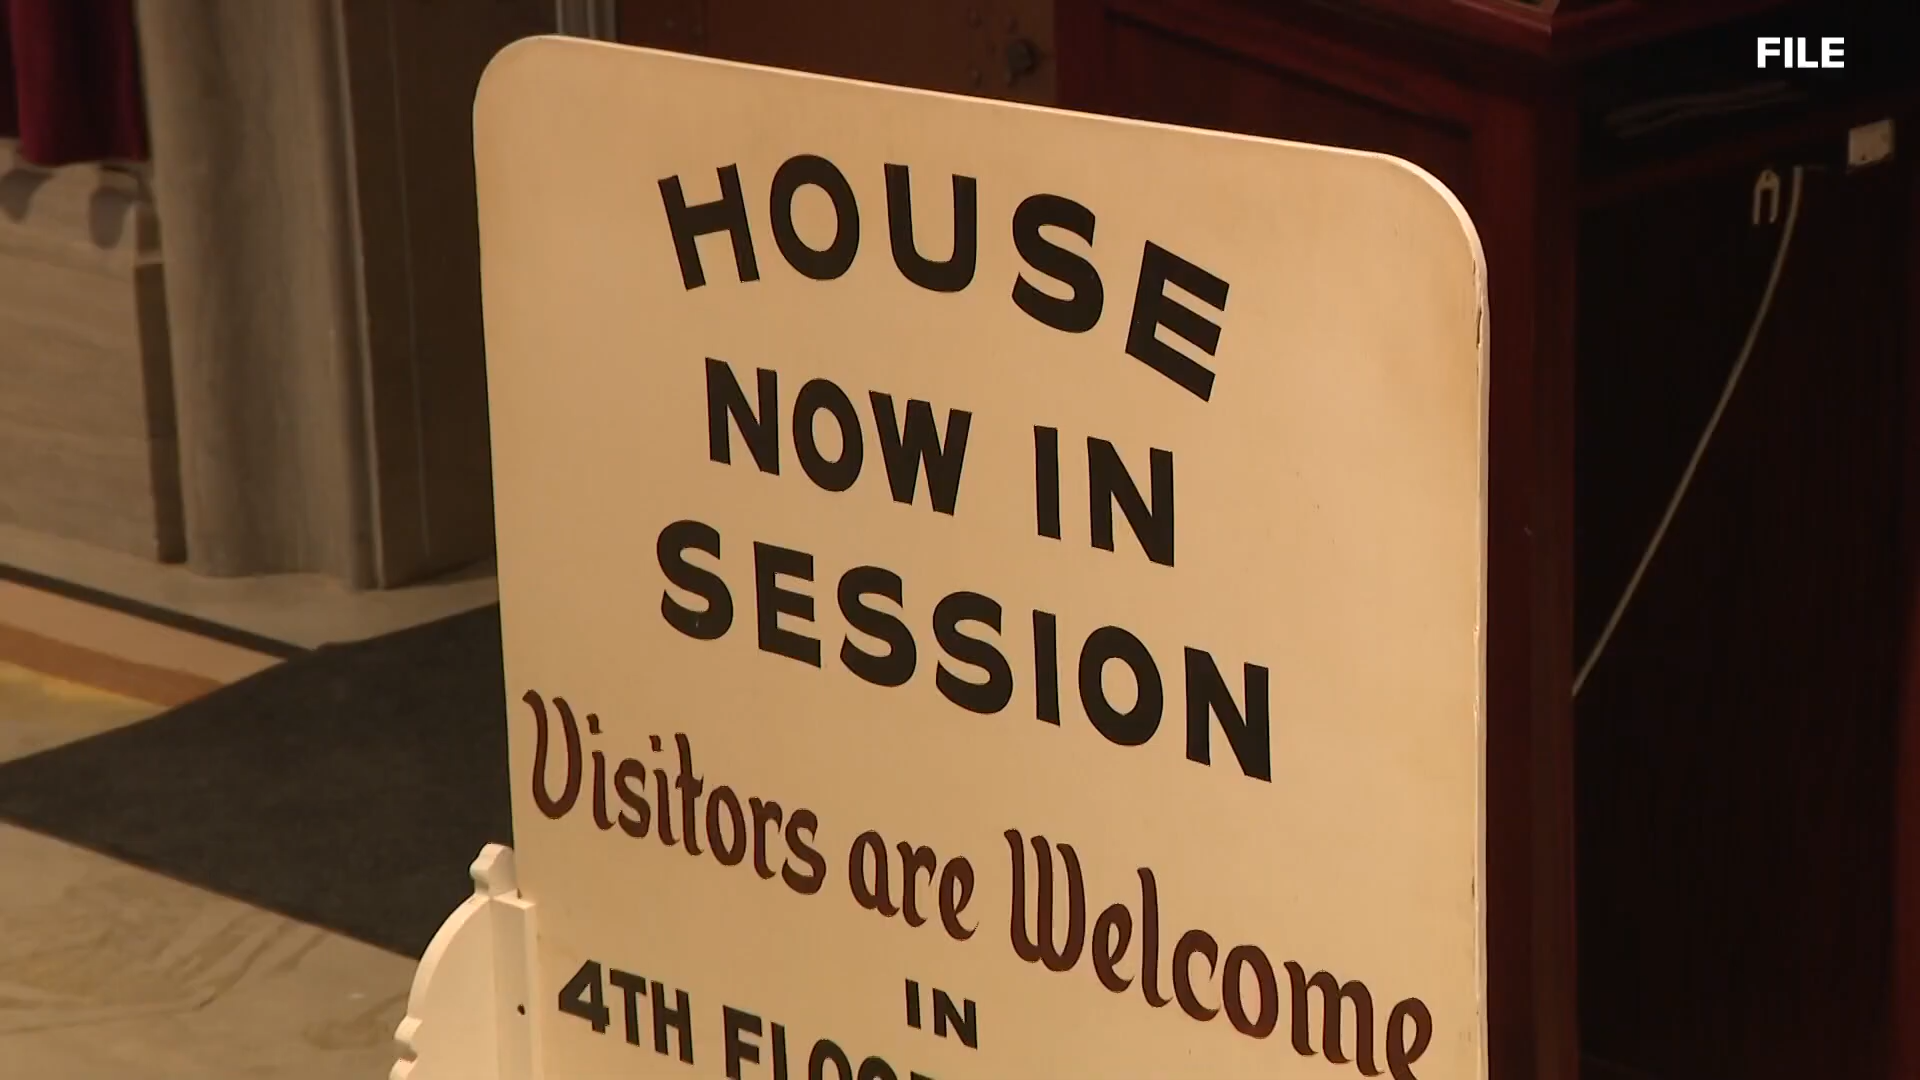 FILE
HOUSE
NOW IN
SESSION
Visitors are Welcome
IN
4TH